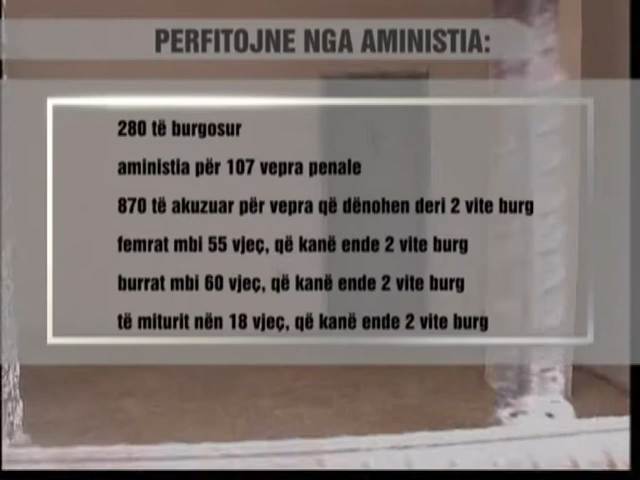 PERFITOJNE NGA AMINISTIA:
280 të burgosur
aministia për 107 vepra penale
870 të akuzuar për vepra që dënohen deri 2 vite burg
femrat mbi 55 vjeç, që kanë ende 2 vite burg
burrat mbi 60 vjeç, që kanë ende 2 vite burg
të miturit nën 18 vjeç, që kanë ende 2 vite burg